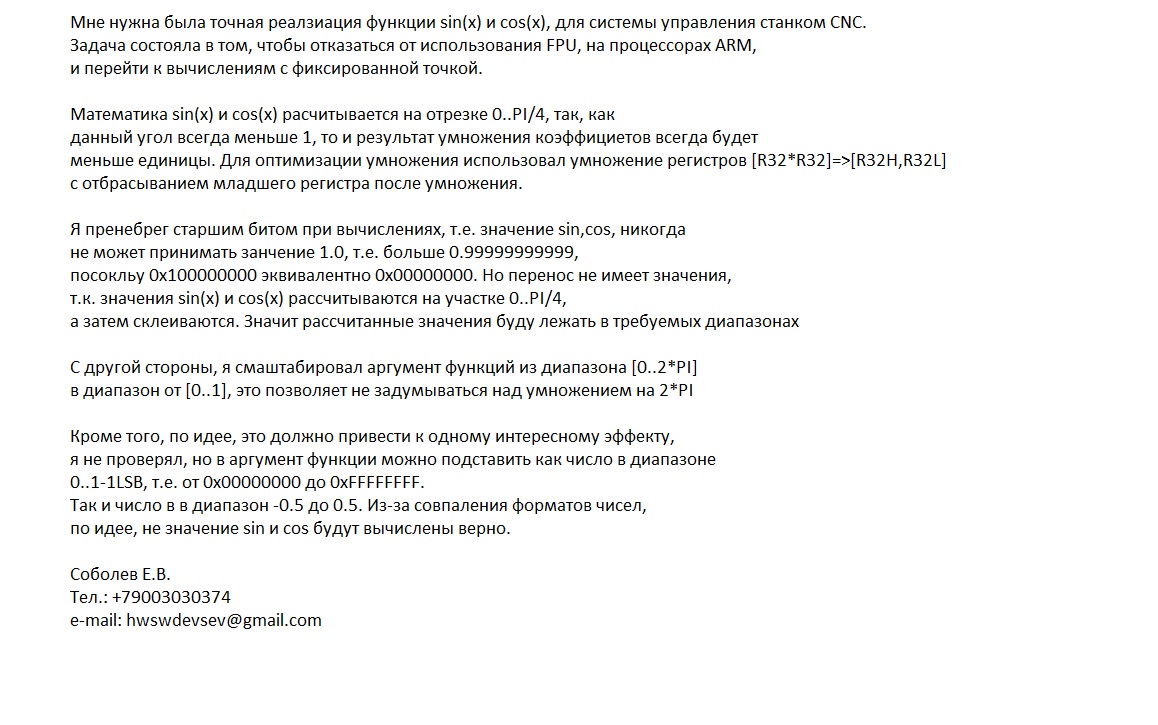 Мне нужна была точная реалзиация функции sin(x) и cos(x), для системы управления станком CNC.
Задача состояла в том, чтобы отказаться от использования FPU, на процессорах ARM,
и перейти к вычислениям с фиксированной точкой.
Математика sin(x) и cos(x) расчитывается на отрезке 0..PI/4, так, как
данный угол всегда меньше 1, то и результат умножения коэффициетов всегда будет
меньше единицы. Для оптимизации умножения использовал умножение регистров [R32*R32]=>[R32H,R32L]
с отбрасыванием младшего регистра после умножения.
Я пренебрег старшим битом при вычислениях, т.е. значение sin,cos, никогда
не может принимать занчение 1.0, т.е. больше 0.99999999999,
посокльу 0x100000000 эквивалентно 0x00000000. Но перенос не имеет значения,
т.к. значения sin(x) и cos(x) рассчитываются на участке 0..PI/4,
а затем склеиваются. Значит рассчитанные значения буду лежать в требуемых диапазонах
С другой стороны, я смаштабировал аргумент функций из диапазона [0..2*PI]
в диапазон от [0..1], это позволяет не задумываться над умножением на 2*PI
Кроме того, по идее, это должно привести к одному интересному эффекту,
я не проверял, но в аргумент функции можно подставить как число в диапазоне
0..1-1LSB, т.е. от 0x00000000 до 0xFFFFFFFF.
Так и число в в диапазон -0.5 до 0.5. Из-за совпаления форматов чисел,
по идее, не значение sin и cos будут вычислены верно.
Соболев Е.В.
Тел.: +79003030374
e-mail: hwswdevsev@gmail.com